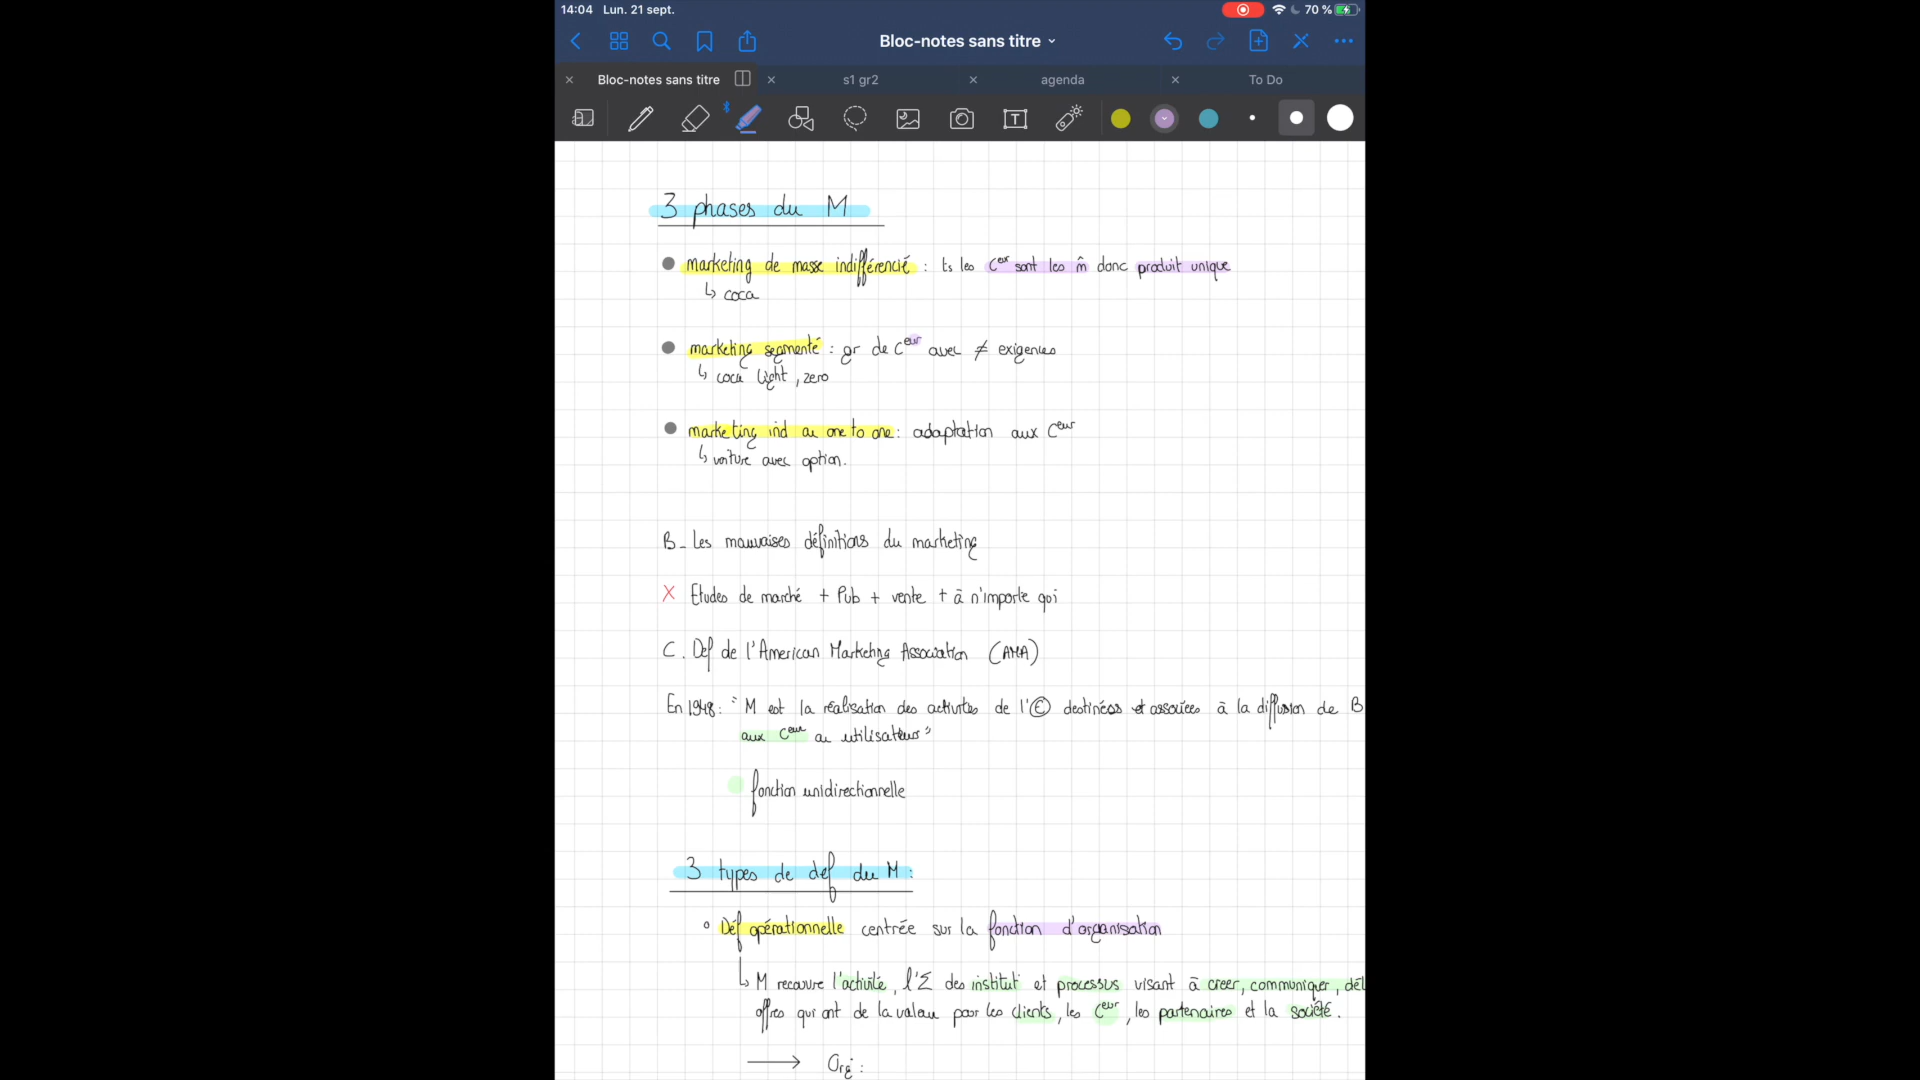 14:04 Lun. 21 sept. 70 %
Bloc-notes sans titre
Bloc-notes sans titre s1 gr2 agenda To Do
3 phases du M
marketing de masse indifférencié : ts les Ceur sont les m̂ donc produit unique
↳ coca
marketing segmenté : gr de Ceur avec ≠ exigences
↳ coca light, zero
marketing ind ou one to one : adaptation aux Ceur
↳ voiture avec option.
B_ Les mauvaises définitions du marketing
X Etudes de marché + Pub + vente + à n'importe qoi
C. Def de l'American Marketing Association (AMA)
En 1948 : " M est la réalisation des activités de l'Ⓔ destinées et associées à la diffusion de B
aux Ceur ou utilisateurs "
fonction unidirectionnelle
3 types de def du M :
° Déf opérationnelle centrée sur la fonction d'organisation
↳ M recouvre l'activité, l'Σ des institut° et processus visant à creer, communiquer, dél
offres qui ont de la valeur pour les clients, les Ceur, les partenaires et la société.
→ Org :